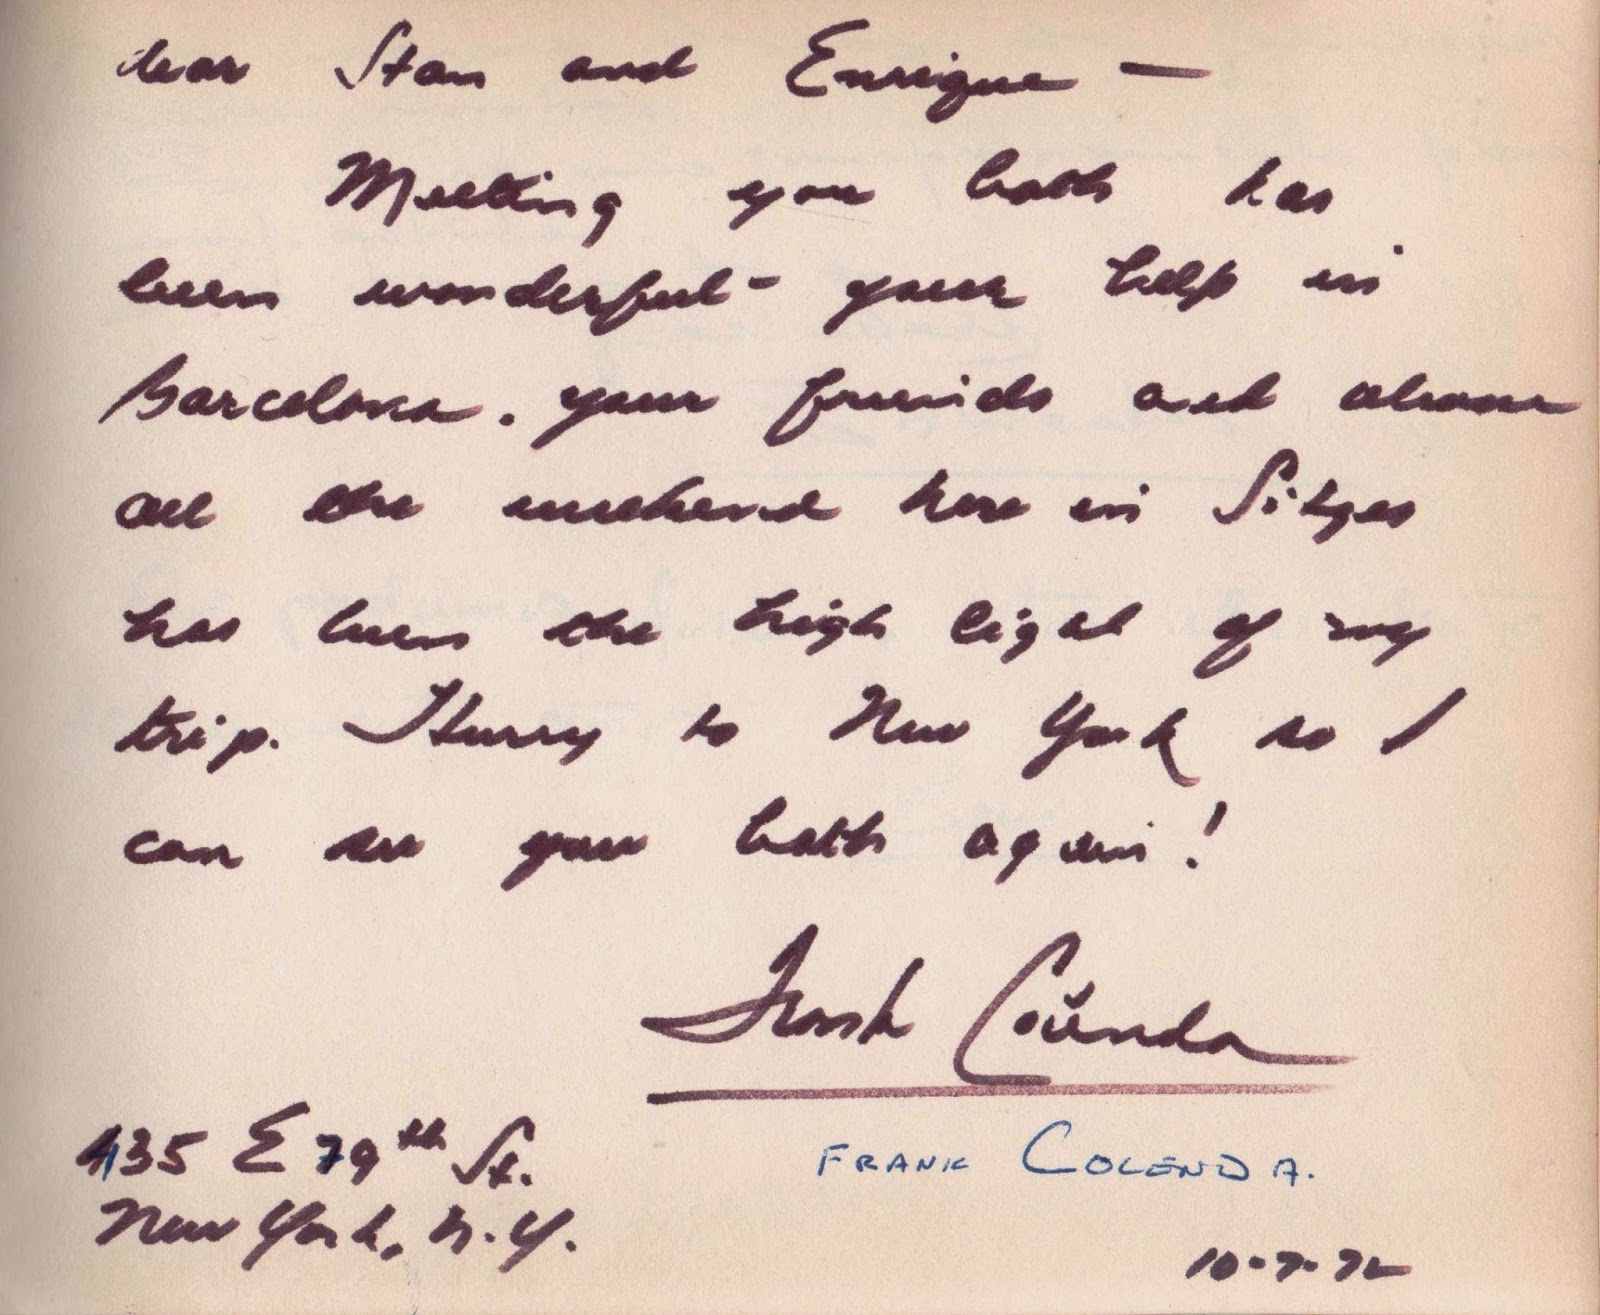 dear Stan and Enrique —
Meeting you both has
been wonderful - your help in
Barcelona. your friends and above
all the weekend here in Sitges
has been the high light of my
trip. Hurry to New York so I
can see you both again!
Frank Colenda
FRANK COLENDA.
435 E 79th St.
New York, N.Y.
10-7-72